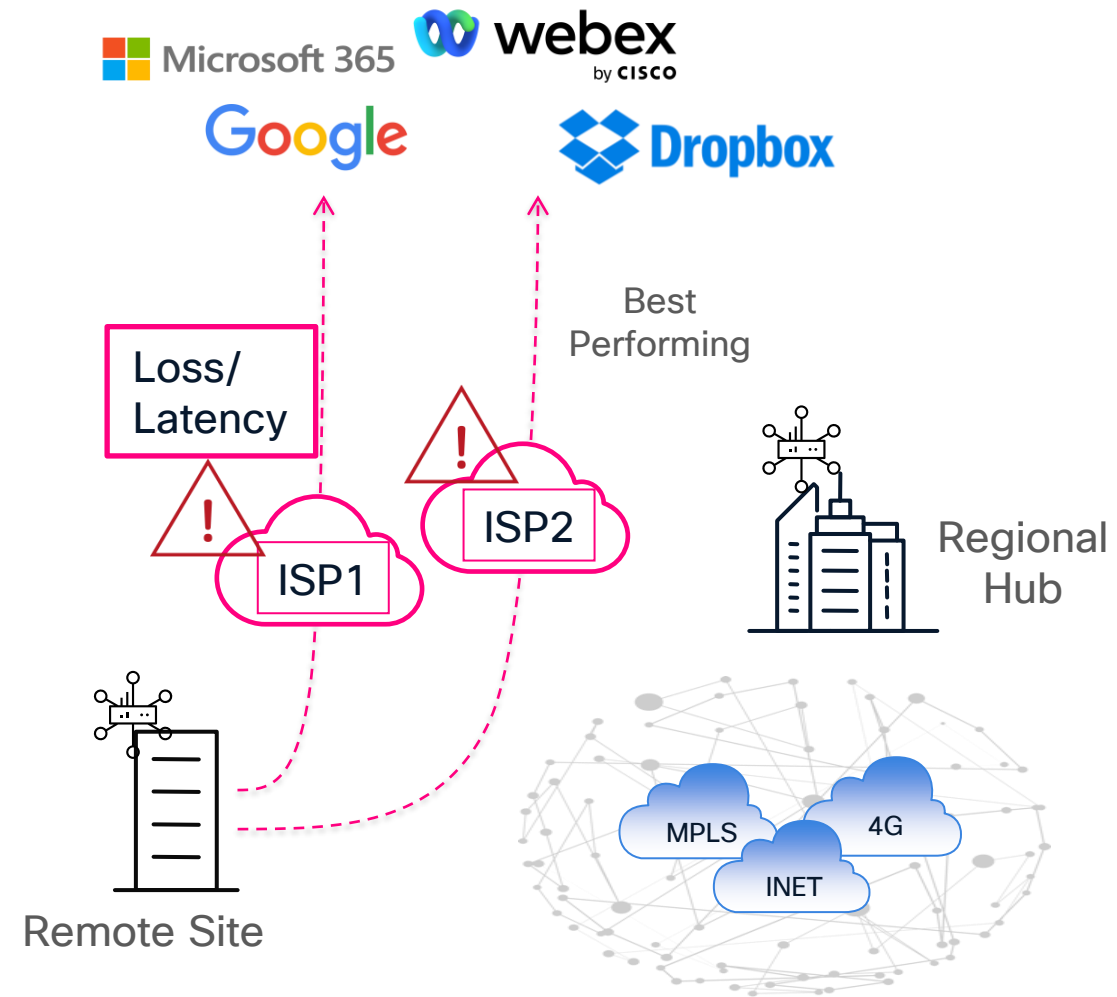 Microsoft 365
webex
by CISCO
Google
Dropbox
Best
Performing
Loss/
Latency
!
!
ISP2
ISP1
Regional
Hub
MPLS
4G
INET
Remote Site